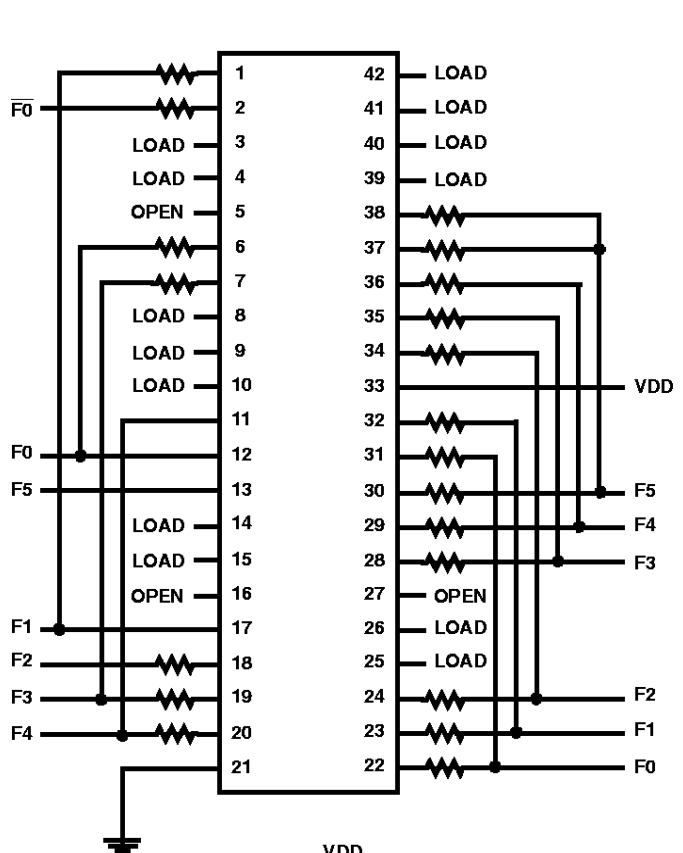 1 42 LOAD
F̅0̅ 2 41 LOAD
LOAD 3 40 LOAD
LOAD 4 39 LOAD
OPEN 5 38
6 37
7 36
LOAD 8 35
LOAD 9 34
LOAD 10 33 VDD
11 32
F0 12 31
F5 13 30 F5
LOAD 14 29 F4
LOAD 15 28 F3
OPEN 16 27 OPEN
F1 17 26 LOAD
F2 18 25 LOAD
F3 19 24 F2
F4 20 23 F1
21 22 F0
VDD